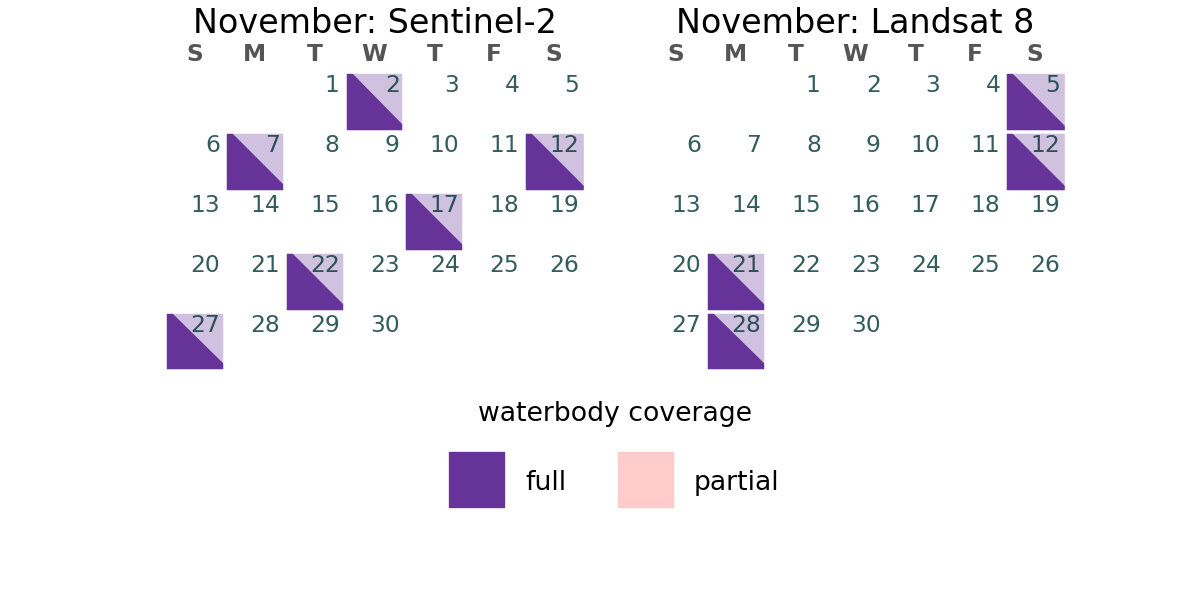 November: Sentinel-2
S M T W T F S
1 2 3 4 5
6 7 8 9 10 11 12
13 14 15 16 17 18 19
20 21 22 23 24 25 26
27 28 29 30
November: Landsat 8
S M T W T F S
1 2 3 4 5
6 7 8 9 10 11 12
13 14 15 16 17 18 19
20 21 22 23 24 25 26
27 28 29 30
waterbody coverage
full
partial